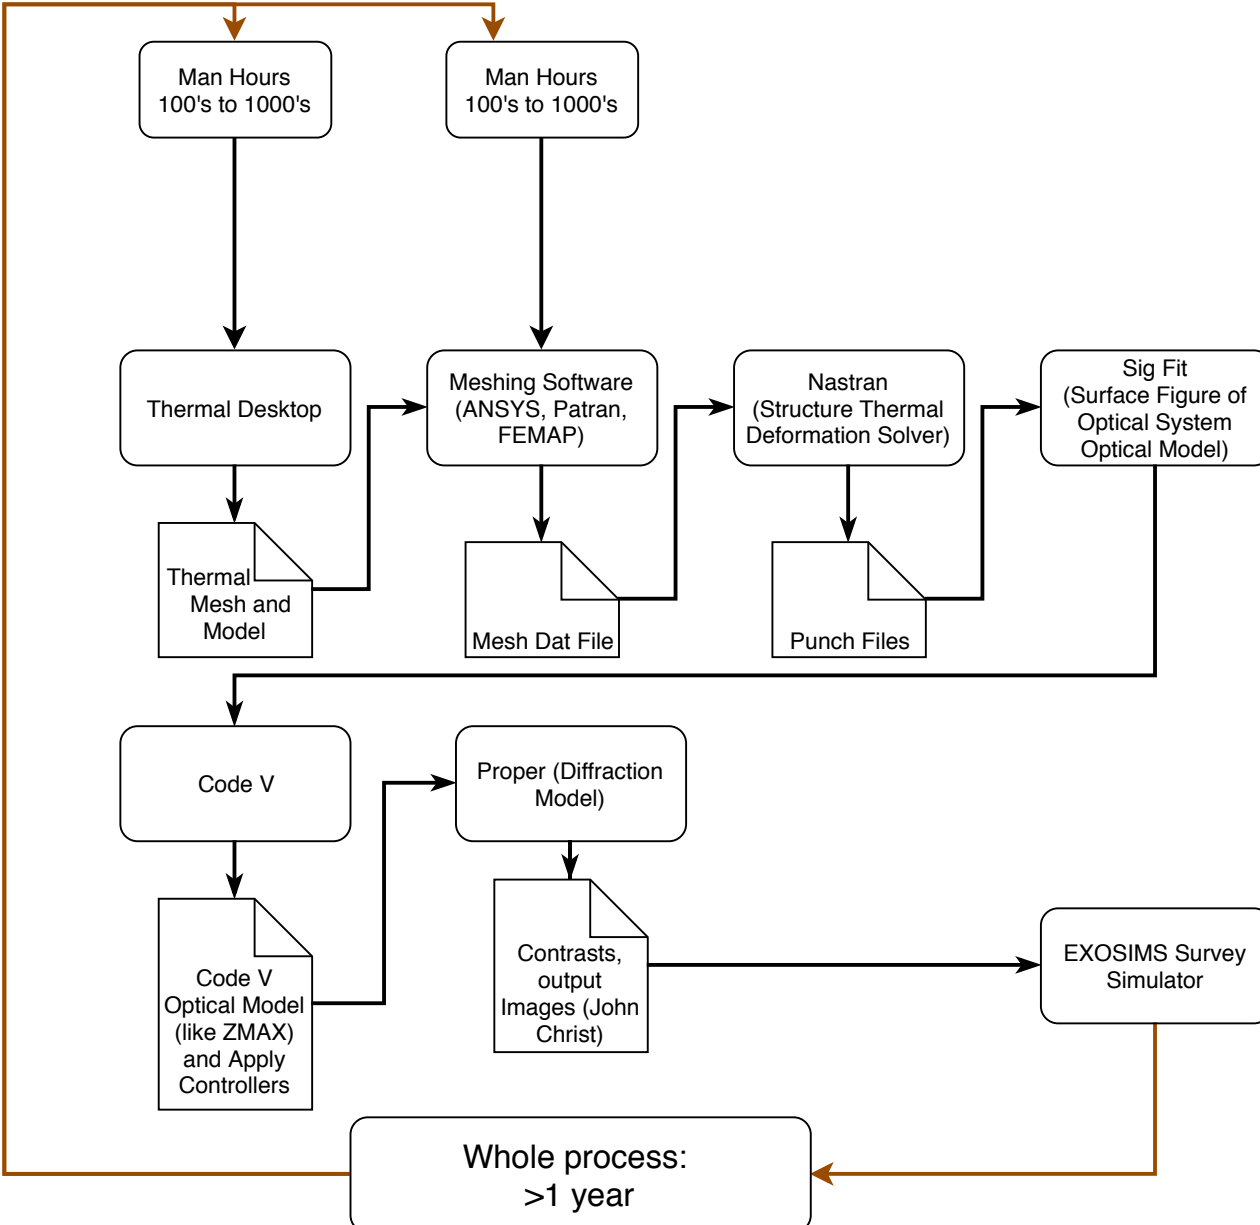 Man Hours
100's to 1000's
Man Hours
100's to 1000's
Thermal Desktop
Meshing Software
(ANSYS, Patran,
FEMAP)
Nastran
(Structure Thermal
Deformation Solver)
Sig Fit
(Surface Figure of
Optical System
Optical Model)
Thermal
Mesh and
Model
Mesh Dat File
Punch Files
Code V
Proper (Diffraction
Model)
Code V
Optical Model
(like ZMAX)
and Apply
Controllers
Contrasts,
output
Images (John
Christ)
EXOSIMS Survey
Simulator
Whole process:
>1 year